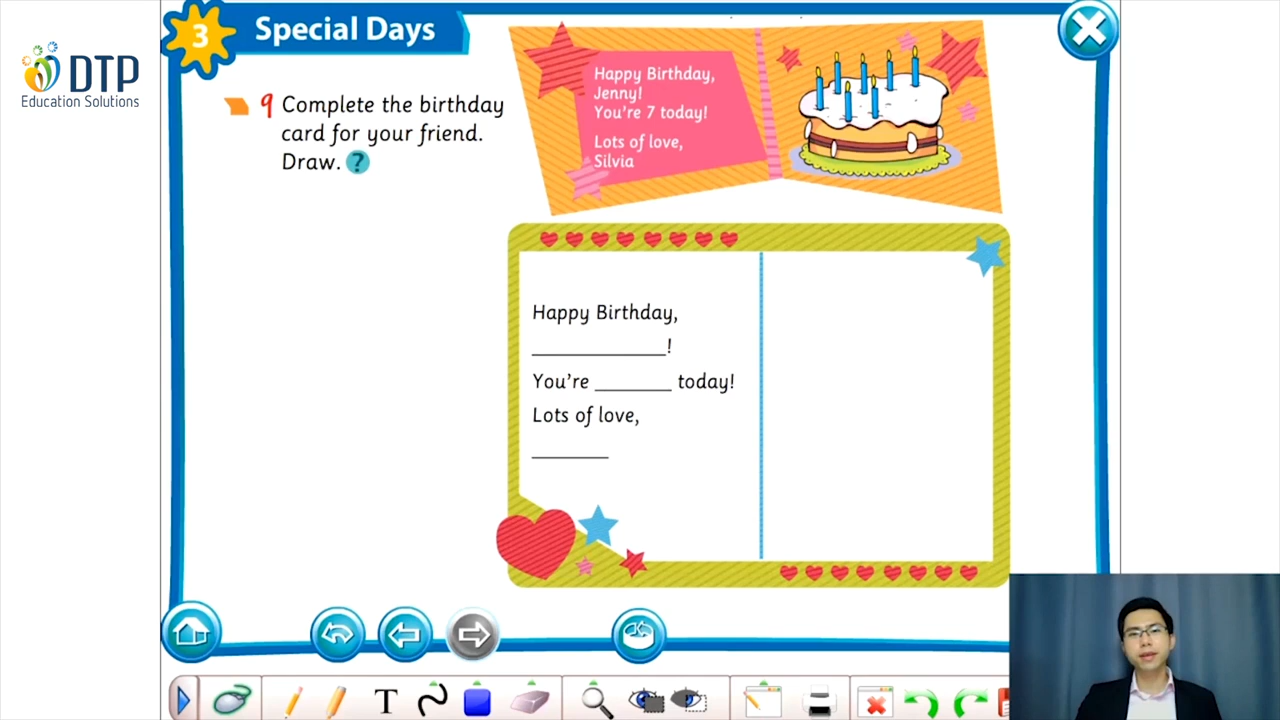 DTP
Education Solutions
3
Special Days
9 Complete the birthday
card for your friend.
Draw. ?
Happy Birthday,
Jenny!
You're 7 today!
Lots of love,
Silvia
Happy Birthday,
______________!
You're ________ today!
Lots of love,
________
T